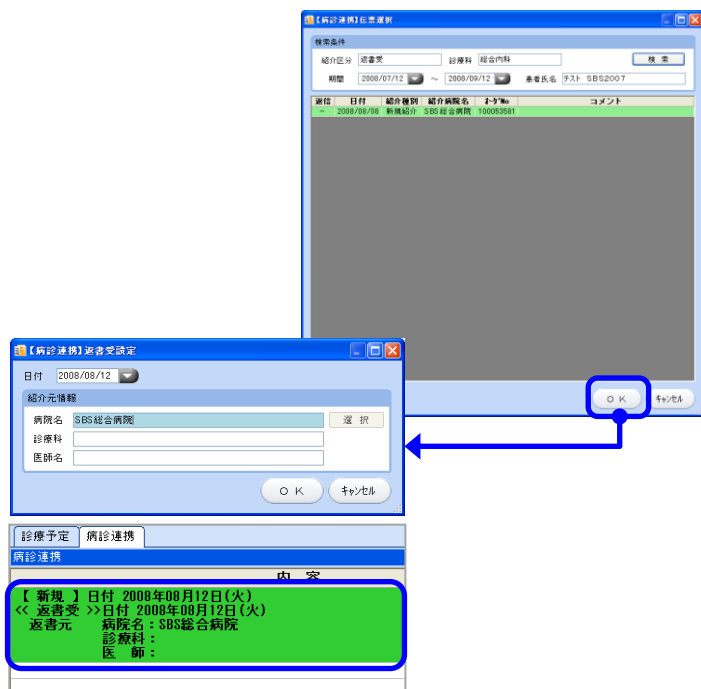 【病診連携】伝票選択
検索条件
紹介区分 返書受 診療科 総合内科 検 索
期間 2008/07/12 ～ 2008/09/12 患者氏名 テスト SBS2007
返信 日付 紹介種別 紹介病院名 ｵｰﾀﾞNo コメント
− 2008/08/08 新規紹介 SBS総合病院 100053581
ＯＫ ｷｬﾝｾﾙ
【病診連携】返書受設定
日付 2008/08/12
紹介元情報
病院名 SBS総合病院 選 択
診療科
医師名
ＯＫ ｷｬﾝｾﾙ
診療予定 病診連携
病診連携
内 容
【 新規 】日付 2008年08月12日(火)
<< 返書受 >>日付 2008年08月12日(火)
返書元 病院名：SBS総合病院
診療科：
医 師：